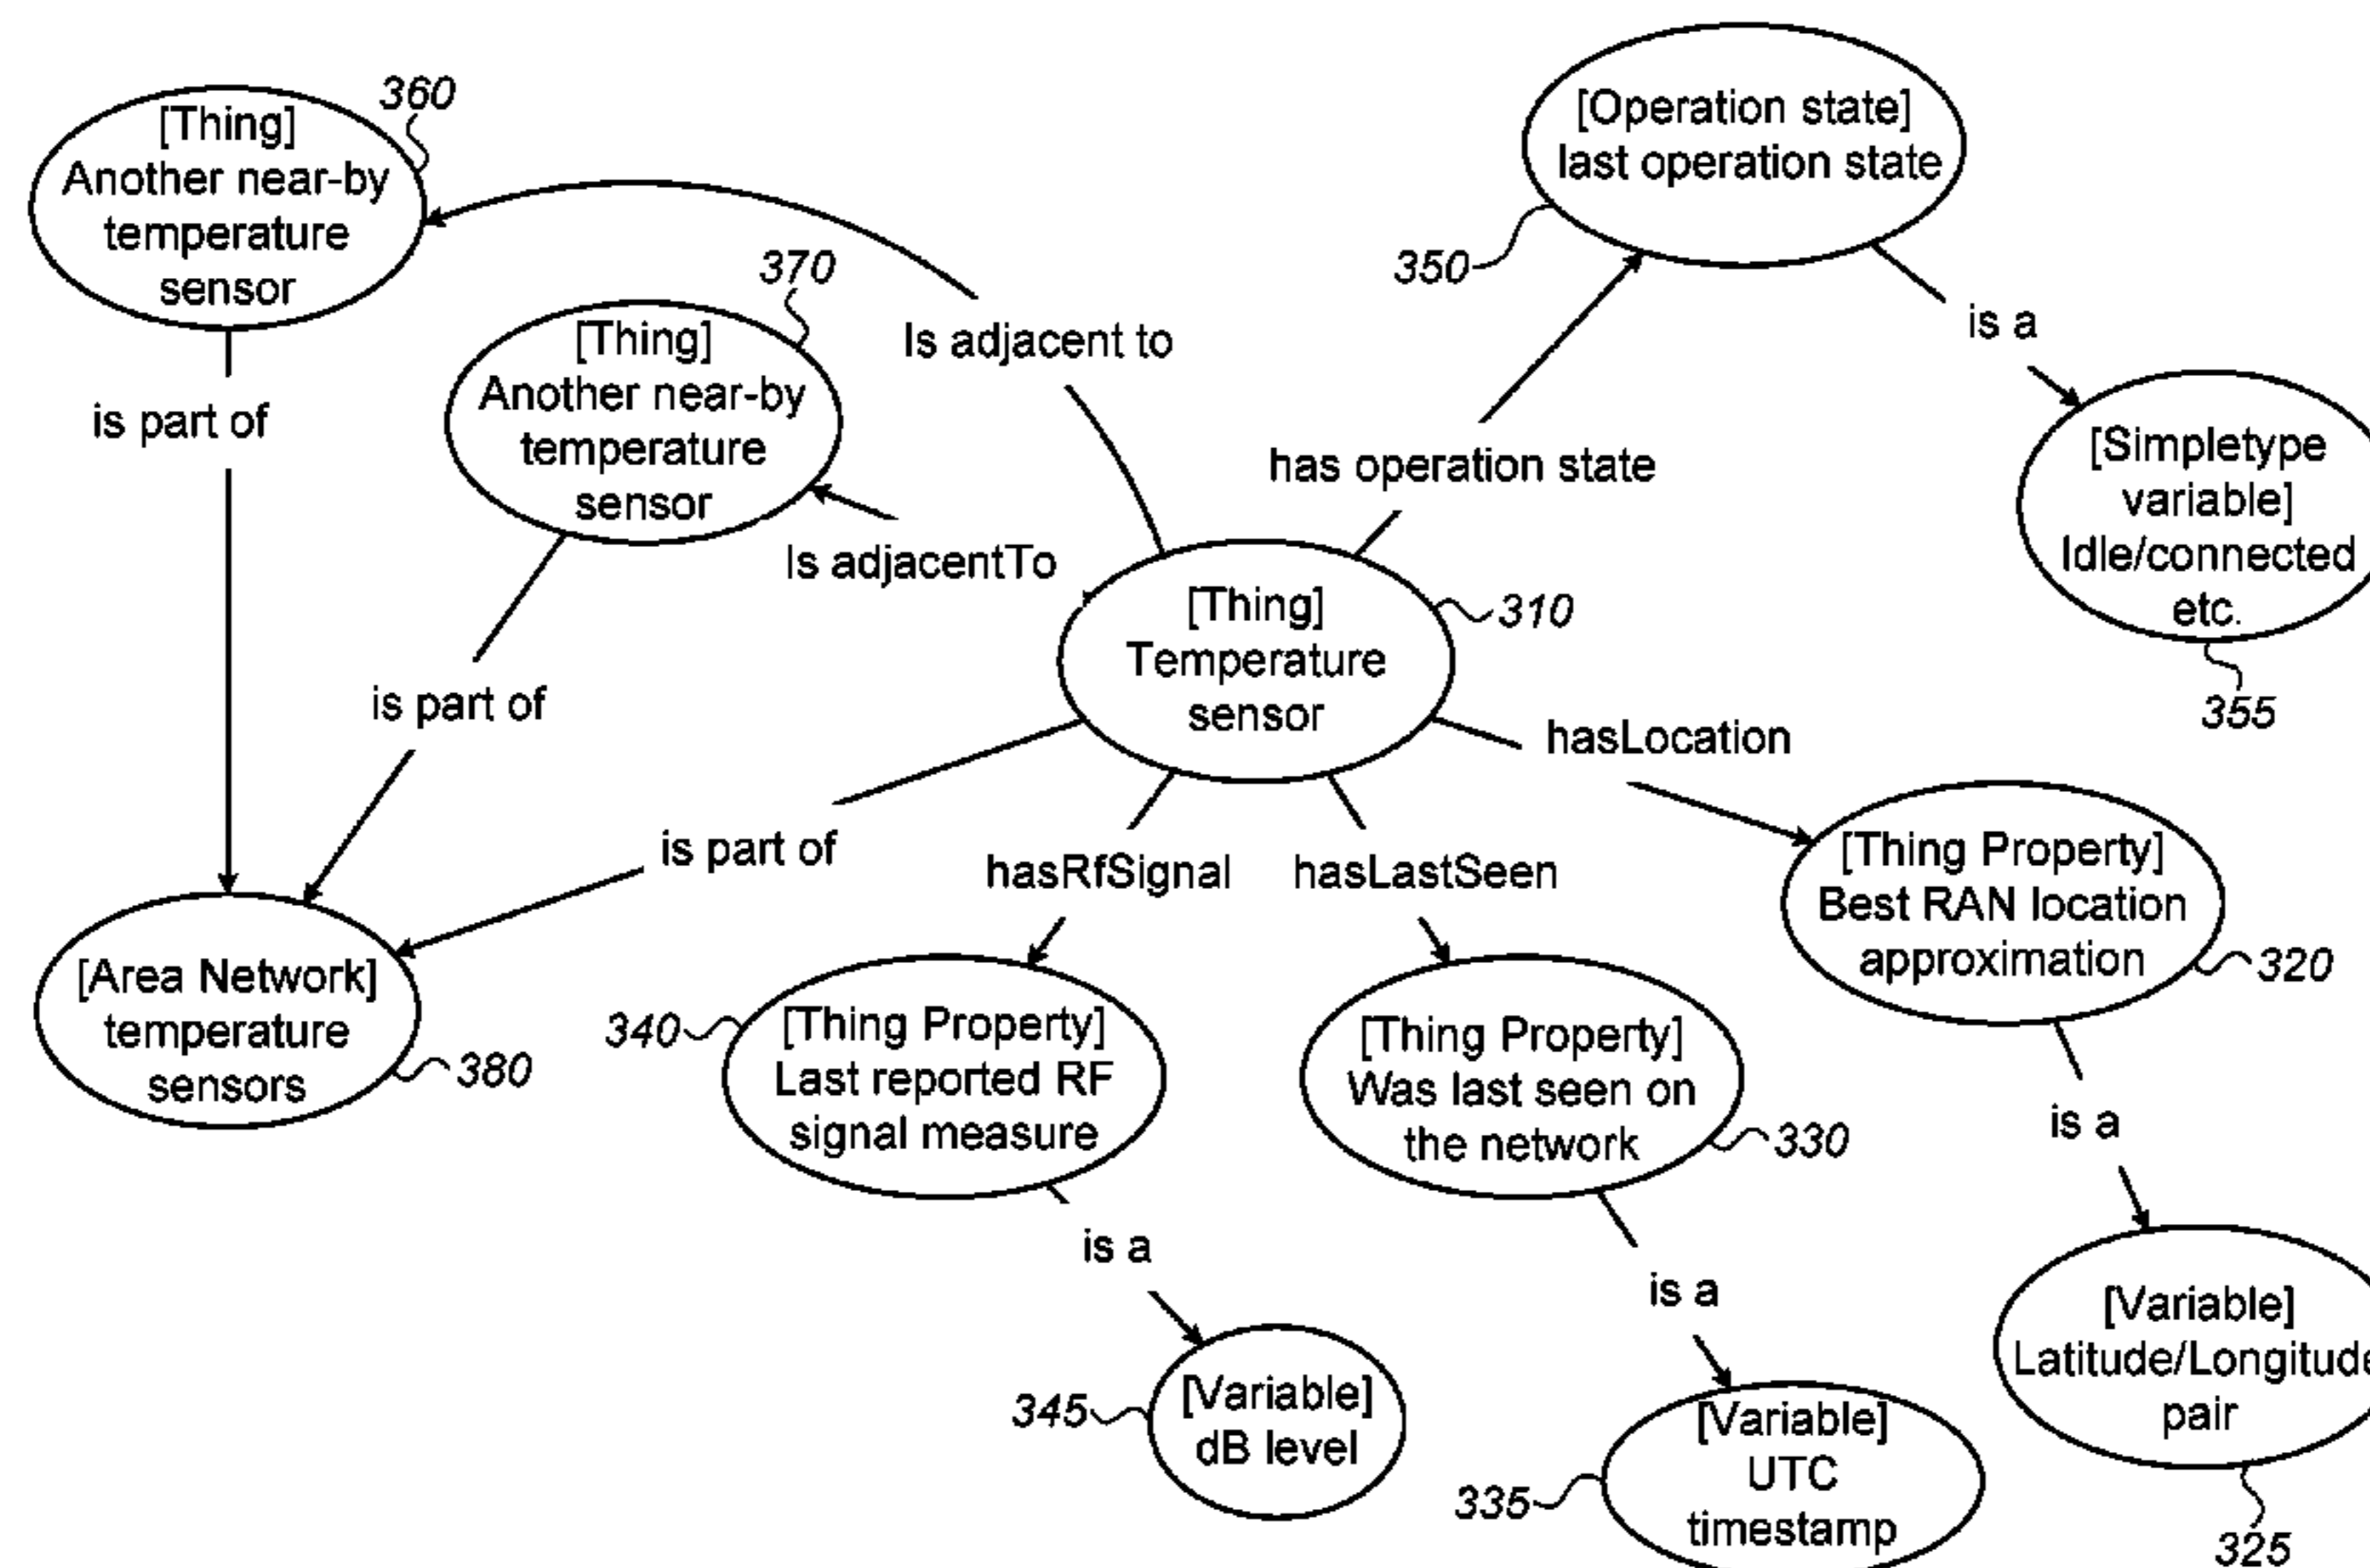 360
[Thing]
Another near-by
temperature
sensor
[Operation state]
last operation state
350
370
[Thing]
Another near-by
temperature
sensor
Is adjacent to
is a
is part of
[Simpletype
variable]
Idle/connected
etc.
355
has operation state
Is adjacentTo
[Thing]
Temperature
sensor
310
is part of
hasLocation
is part of
hasRfSignal
hasLastSeen
[Thing Property]
Best RAN location
approximation
320
[Area Network]
temperature
sensors
380
340
[Thing Property]
Last reported RF
signal measure
[Thing Property]
Was last seen on
the network
330
is a
is a
is a
[Variable]
Latitude/Longitude
pair
325
345
[Variable]
dB level
335
[Variable]
UTC
timestamp